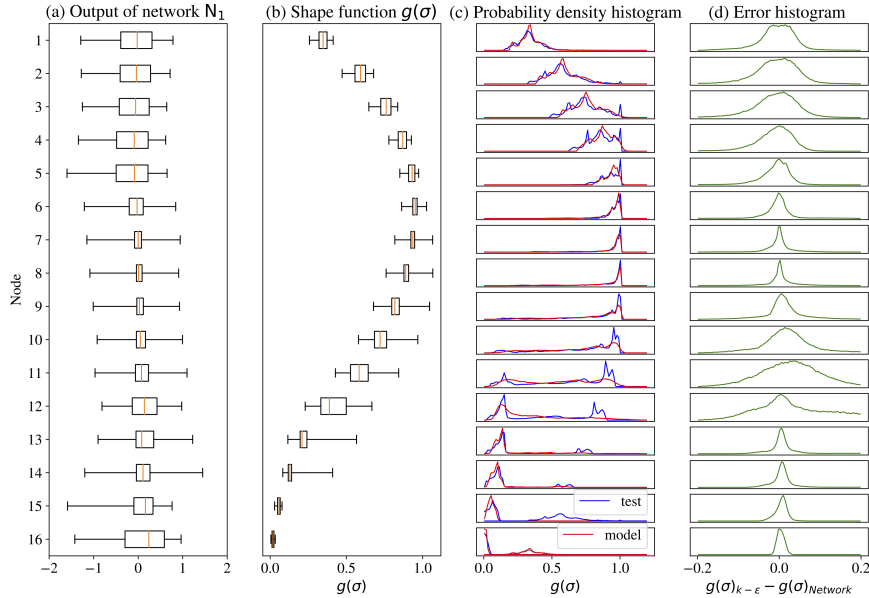 (a) Output of network N₁
(b) Shape function g(σ)
(c) Probability density histogram
(d) Error histogram
Node
1
2
3
4
5
6
7
8
9
10
11
12
13
14
15
16
test
model
−2 −1 0 1 2
0.0 0.5 1.0
0.0 0.5 1.0
−0.2 0.0 0.2
g(σ)
g(σ)
g(σ)ₖ₋ε − g(σ)Network